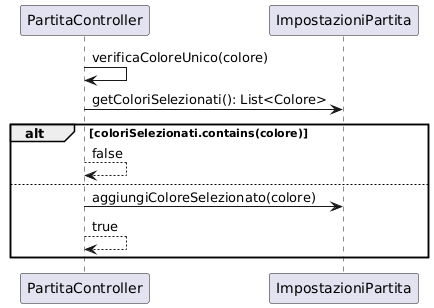 PartitaController ImpostazioniPartita
verificaColoreUnico(colore)
getColoriSelezionati(): List<Colore>
alt [coloriSelezionati.contains(colore)]
false
aggiungiColoreSelezionato(colore)
true
PartitaController ImpostazioniPartita